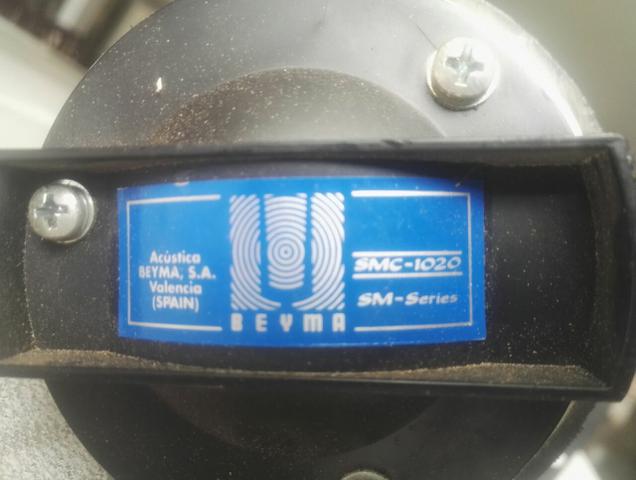 Acústica
BEYMA, S.A.
Valencia
(SPAIN)
BEYMA
SMC-1020
SM-Series